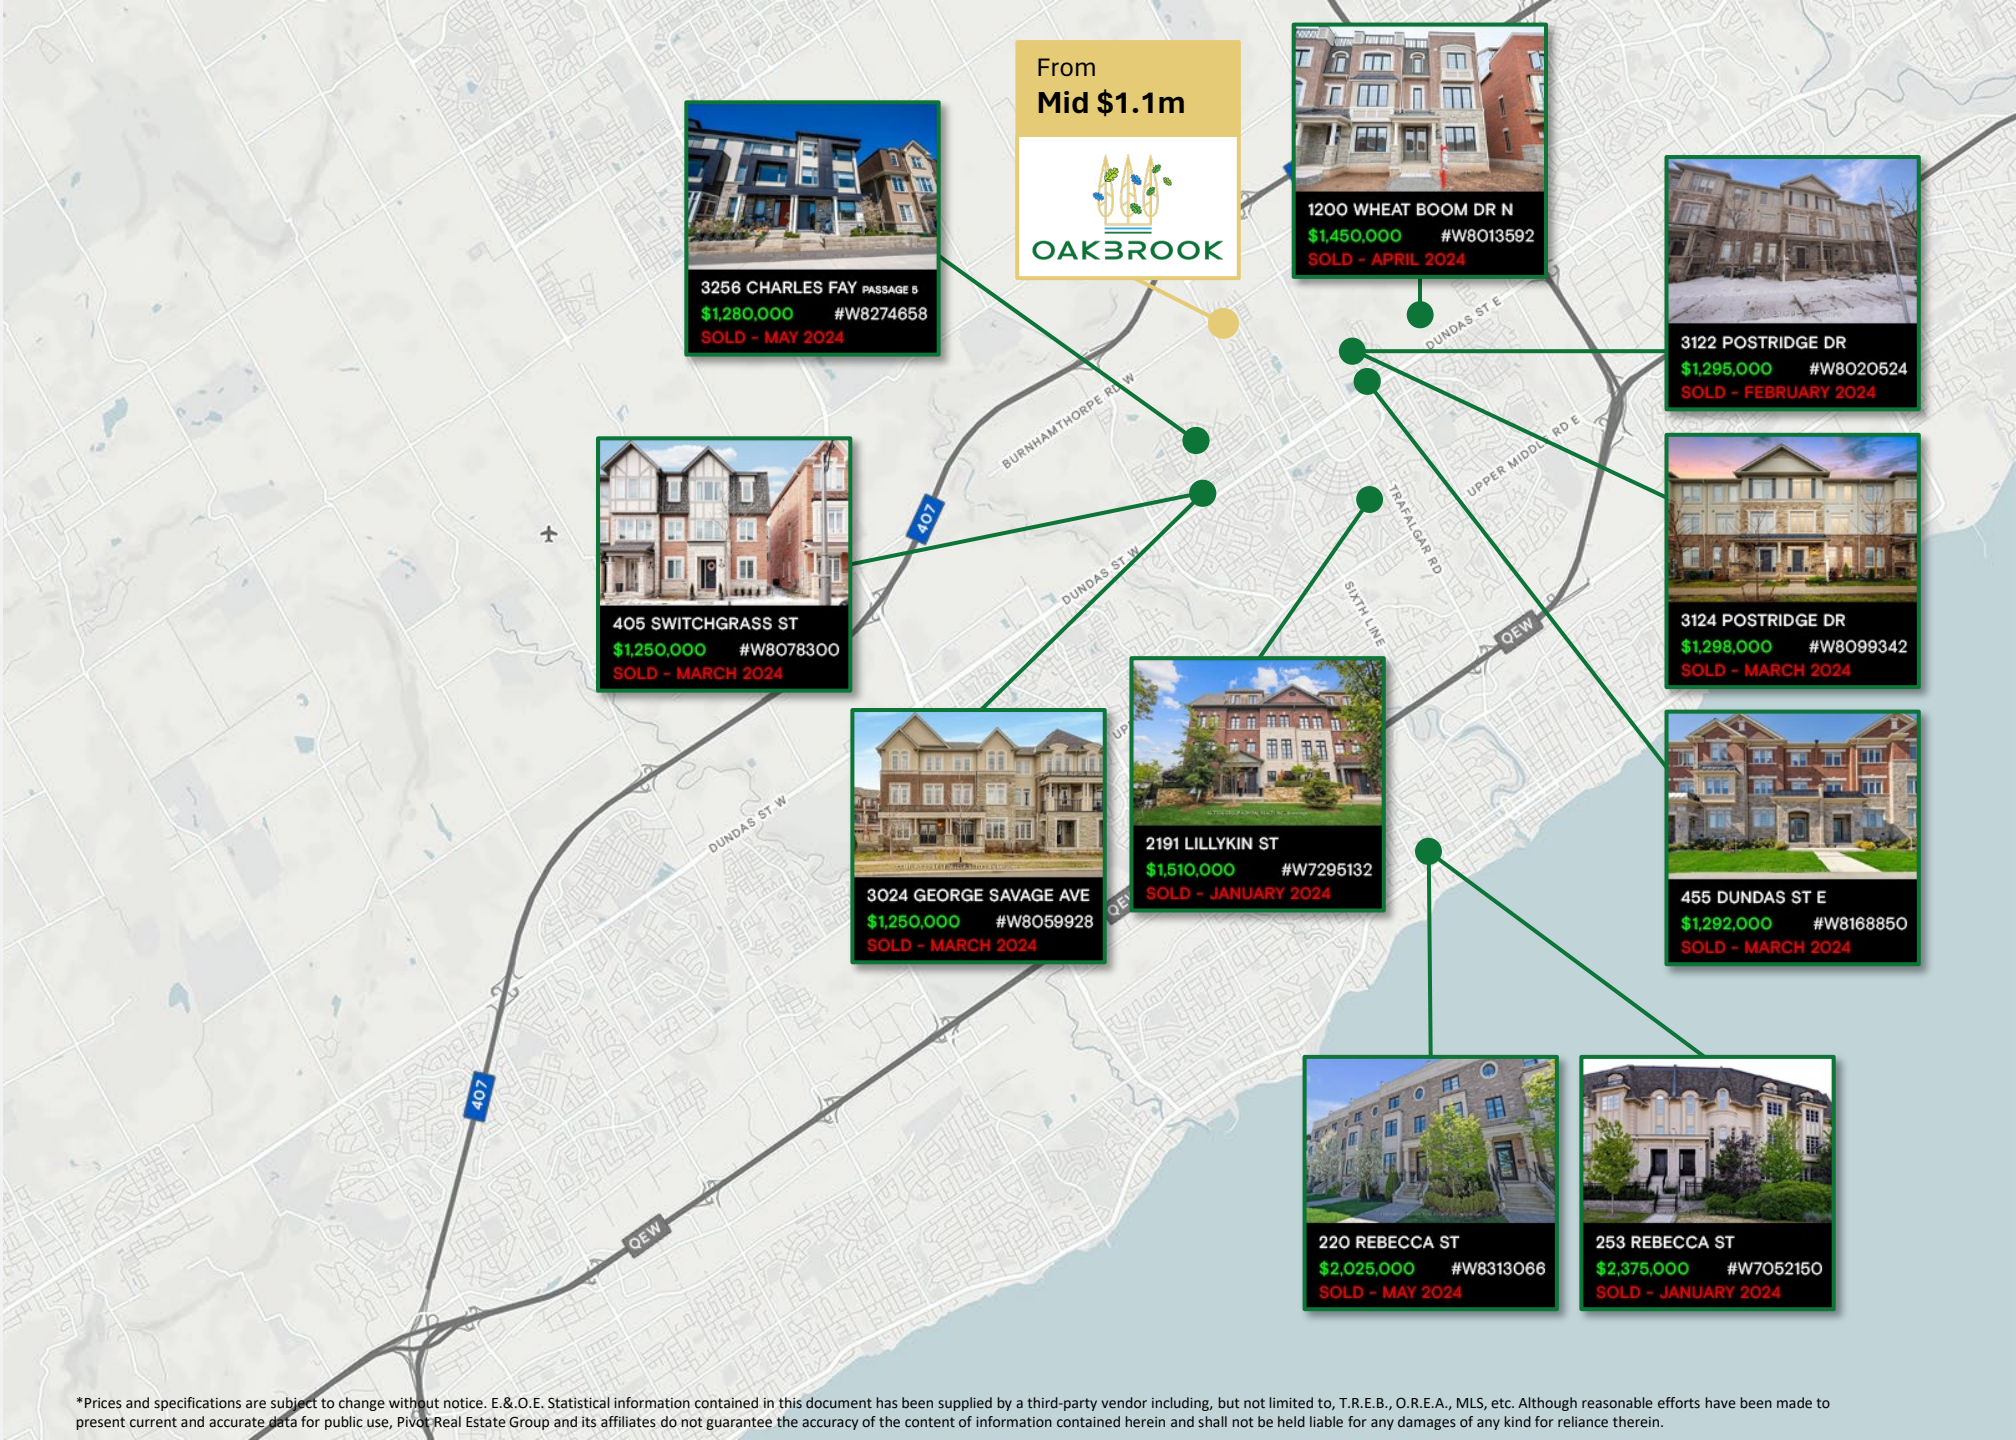 From
Mid $1.1m
OAKBROOK
1200 WHEAT BOOM DR N
$1,450,000 #W8013592
SOLD - APRIL 2024
3256 CHARLES FAY PASSAGE 5
$1,280,000 #W8274658
SOLD - MAY 2024
3122 POSTRIDGE DR
$1,295,000 #W8020524
SOLD - FEBRUARY 2024
DUNDAS ST E
BURNHAMTHORPE RD W
UPPER MIDDLE RD E
407
TRAFALGAR RD
DUNDAS ST W
SIXTH LINE
QEW
405 SWITCHGRASS ST
$1,250,000 #W8078300
SOLD - MARCH 2024
3124 POSTRIDGE DR
$1,298,000 #W8099342
SOLD - MARCH 2024
UP
DUNDAS ST W
2191 LILLYKIN ST
$1,510,000 #W7295132
SOLD - JANUARY 2024
3024 GEORGE SAVAGE AVE
$1,250,000 #W8059928
SOLD - MARCH 2024
QEW
455 DUNDAS ST E
$1,292,000 #W8168850
SOLD - MARCH 2024
407
QEW
220 REBECCA ST
$2,025,000 #W8313066
SOLD - MAY 2024
253 REBECCA ST
$2,375,000 #W7052150
SOLD - JANUARY 2024
*Prices and specifications are subject to change without notice. E.&.O.E. Statistical information contained in this document has been supplied by a third-party vendor including, but not limited to, T.R.E.B., O.R.E.A., MLS, etc. Although reasonable efforts have been made to
present current and accurate data for public use, Pivot Real Estate Group and its affiliates do not guarantee the accuracy of the content of information contained herein and shall not be held liable for any damages of any kind for reliance therein.